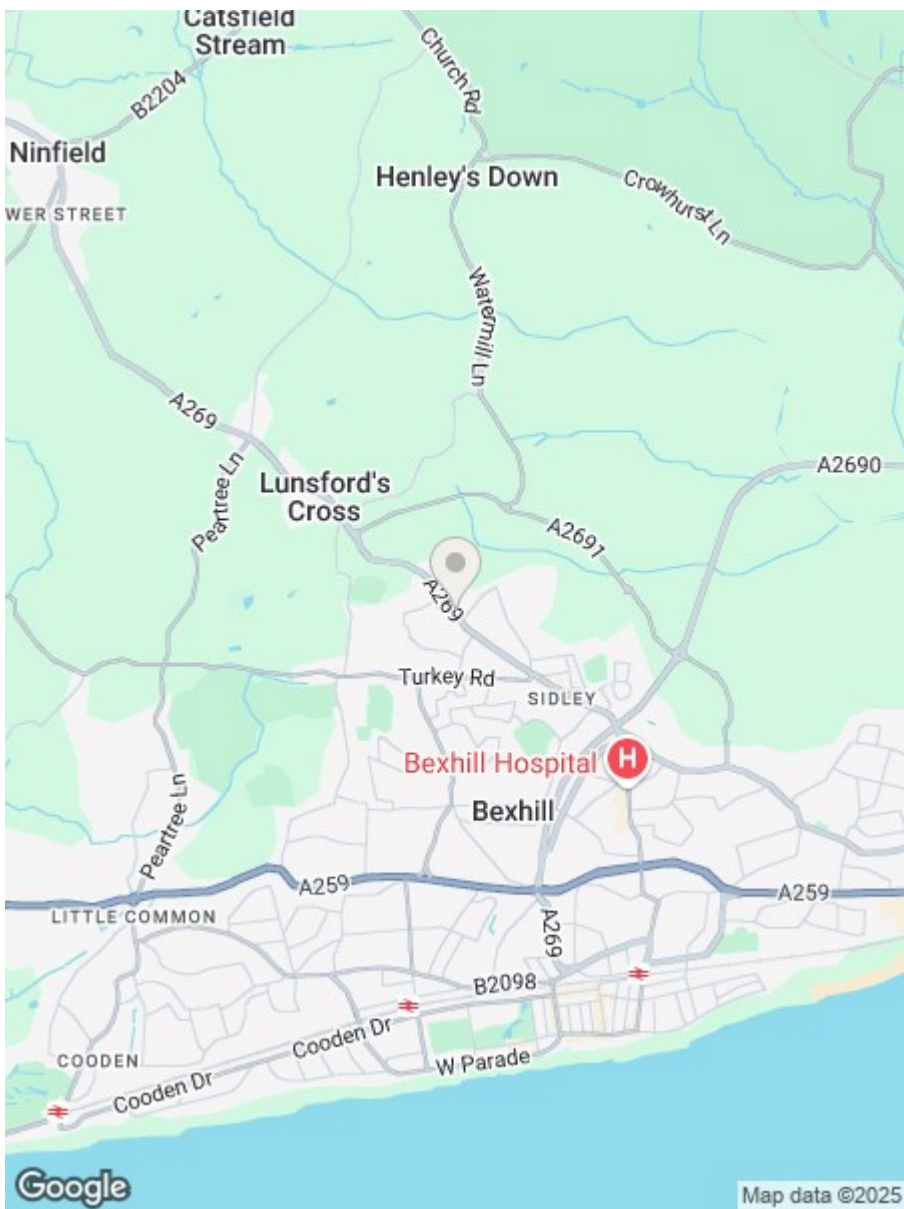 Catsfield
Stream
Church Rd
B2204
Ninfield
Henley's Down
Crowhurst Ln
WER STREET
Watermill Ln
A269
Peartree Ln
Lunsford's
Cross
A2690
A2691
A269
Turkey Rd
SIDLEY
Bexhill Hospital
H
Bexhill
Peartree Ln
A259
A259
LITTLE COMMON
A269
B2098
Cooden Dr
W Parade
COODEN
Cooden Dr
Google
Map data ©2025